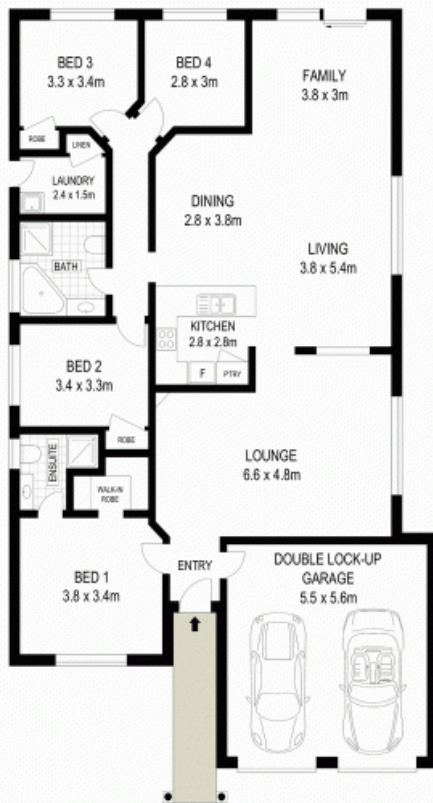 BED 3
3.3 x 3.4m
BED 4
2.8 x 3m
FAMILY
3.8 x 3m
ROBE
LINEN
LAUNDRY
2.4 x 1.5m
DINING
2.8 x 3.8m
LIVING
3.8 x 5.4m
BATH
KITCHEN
2.8 x 2.8m
F
PTRY
BED 2
3.4 x 3.3m
ROBE
LOUNGE
6.6 x 4.8m
ENSUITE
WALK-IN
ROBE
ENTRY
BED 1
3.8 x 3.4m
DOUBLE LOCK-UP
GARAGE
5.5 x 5.6m